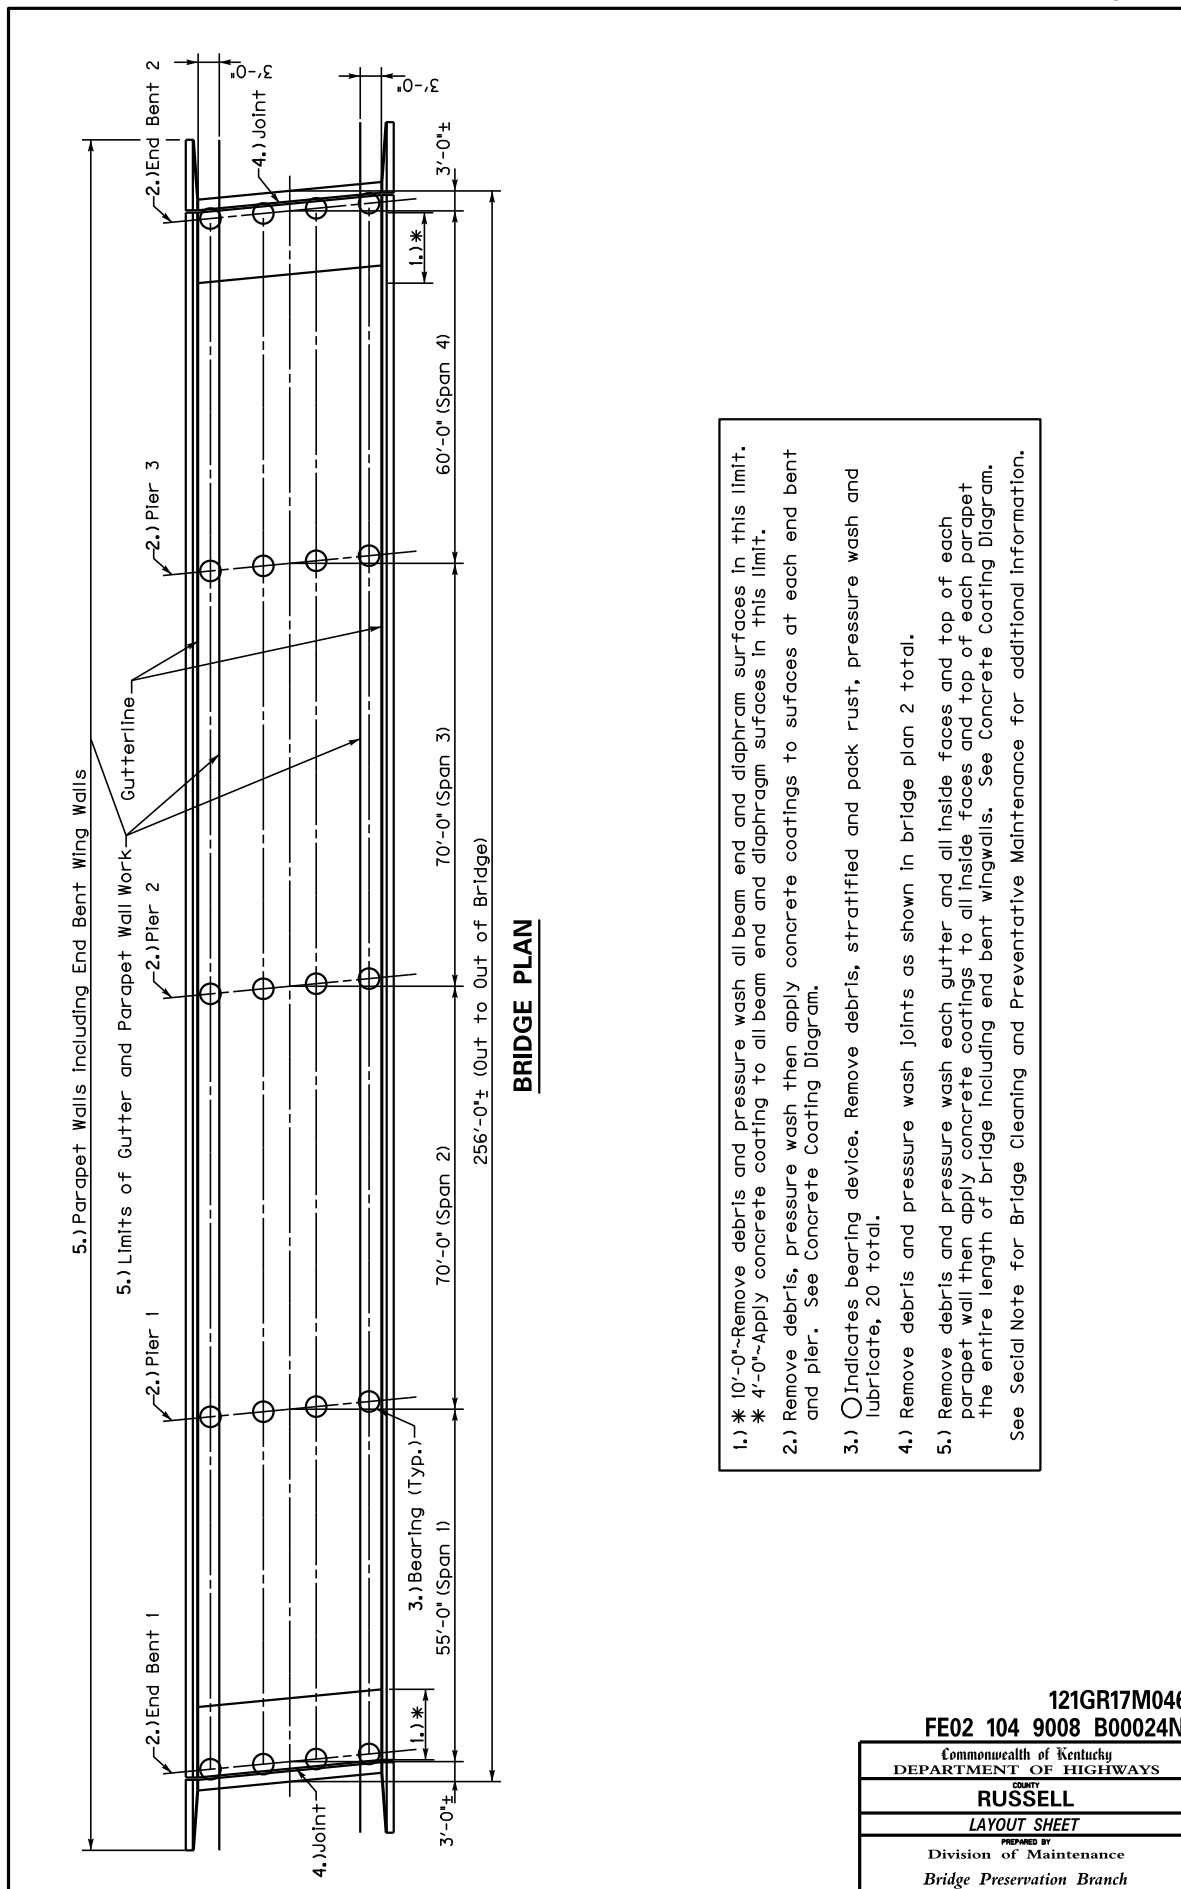 5.) Parapet Walls Including End Bent Wing Walls
5.) Limits of Gutter and Parapet Wall Work
Gutterline
2.) End Bent 1
2.) Pier 1
2.) Pier 2
2.) Pier 3
2.) End Bent 2
3'-0"
3'-0"
4.) Joint
4.) Joint
1.) *
1.) *
3.) Bearing (Typ.)
3'-0"±
55'-0" (Span 1)
70'-0" (Span 2)
70'-0" (Span 3)
60'-0" (Span 4)
3'-0"±
256'-0"± (Out to Out of Bridge)
BRIDGE PLAN
1.) * 10'-0"~Remove debris and pressure wash all beam end and diaphram surfaces in this limit.
* 4'-0"~Apply concrete coating to all beam end and diaphragm sufaces in this limit.
2.) Remove debris, pressure wash then apply concrete coatings to sufaces at each end bent
and pier. See Concrete Coating Diagram.
3.) Indicates bearing device. Remove debris, stratified and pack rust, pressure wash and
lubricate, 20 total.
4.) Remove debris and pressure wash joints as shown in bridge plan 2 total.
5.) Remove debris and pressure wash each gutter and all inside faces and top of each
parapet wall then apply concrete coatings to all inside faces and top of each parapet
the entire length of bridge including end bent wingwalls. See Concrete Coating Diagram.
See Secial Note for Bridge Cleaning and Preventative Maintenance for additional information.
121GR17M046
FE02 104 9008 B00024N
Commonwealth of Kentucky
DEPARTMENT OF HIGHWAYS
COUNTY
RUSSELL
LAYOUT SHEET
PREPARED BY
Division of Maintenance
Bridge Preservation Branch